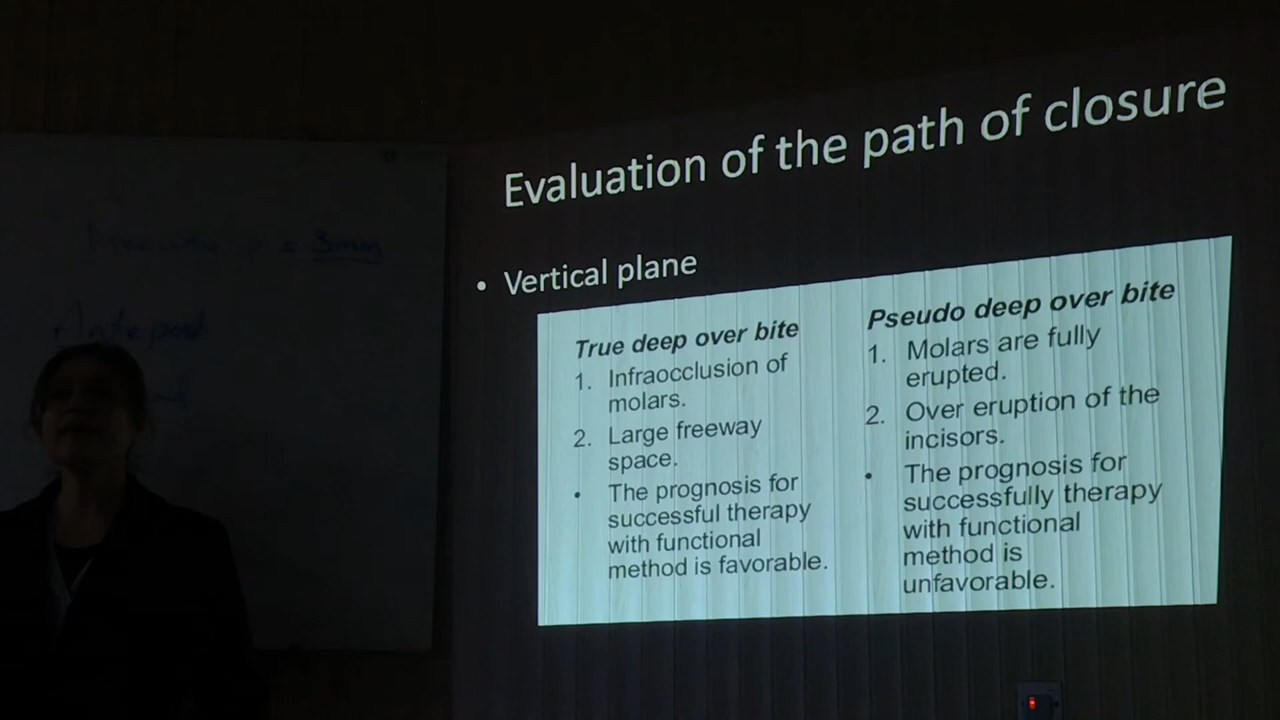 Evaluation of the path of closure
• Vertical plane
True deep over bite
1. Infraocclusion of
molars.
2. Large freeway
space.
• The prognosis for
successful therapy
with functional
method is favorable.
Pseudo deep over bite
1. Molars are fully
erupted.
2. Over eruption of the
incisors.
• The prognosis for
successfully therapy
with functional
method is
unfavorable.
= 3mm